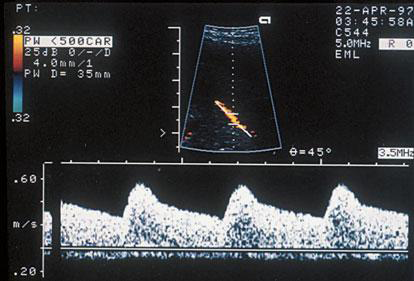 PT:
22-APR-97
03:45:58A
C544
5.0MHz R 0
EML
.32
PW <500CAR
25dB 0/-/D
4.0mm/1
PW D= 35mm
.32
θ=45°
3.5MHz
.60
m/s
.20